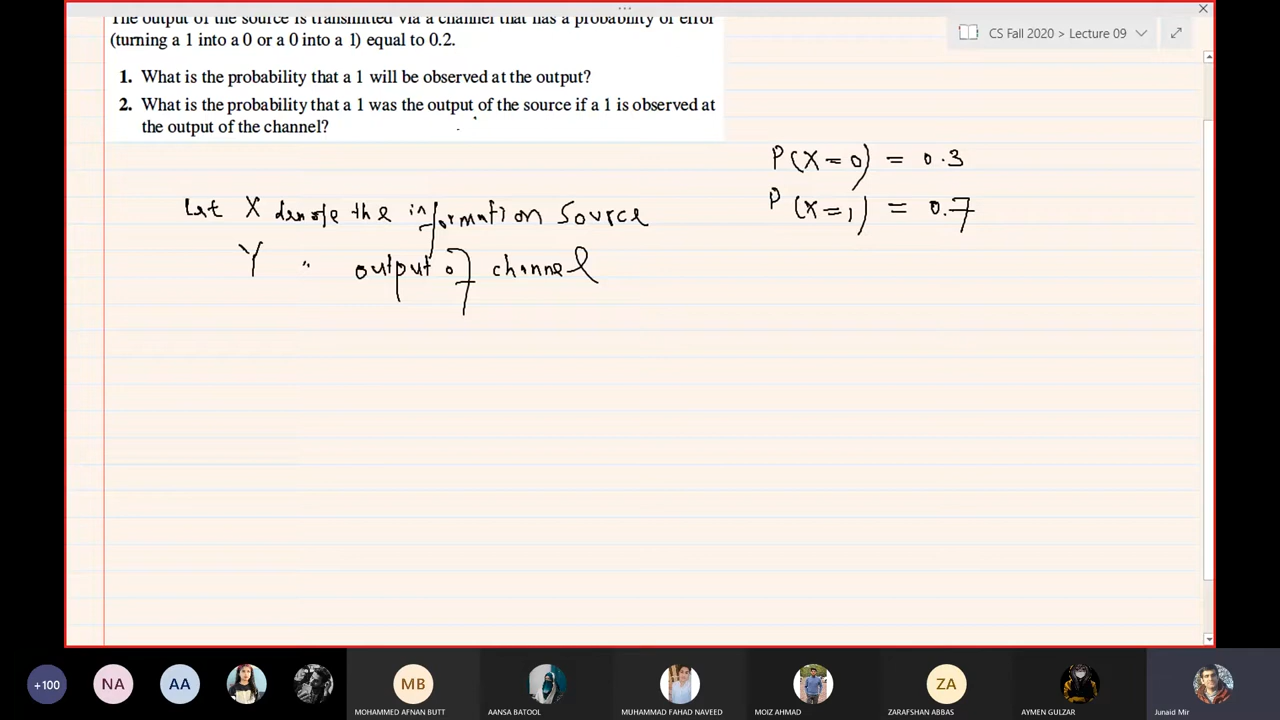 The output of the source is transmitted via a channel that has a probability of error
(turning a 1 into a 0 or a 0 into a 1) equal to 0.2.
CS Fall 2020 > Lecture 09
1. What is the probability that a 1 will be observed at the output?
2. What is the probability that a 1 was the output of the source if a 1 is observed at
the output of the channel?
P(X=0) = 0.3
P(X=1) = 0.7
Let X denote the information Source
Y " output of channel
+100
NA
AA
MB
ZA
MOHAMMED AFNAN BUTT
AANSA BATOOL
MUHAMMAD FAHAD NAVEED
MOIZ AHMAD
ZARAFSHAN ABBAS
AYMEN GULZAR
Junaid Mir